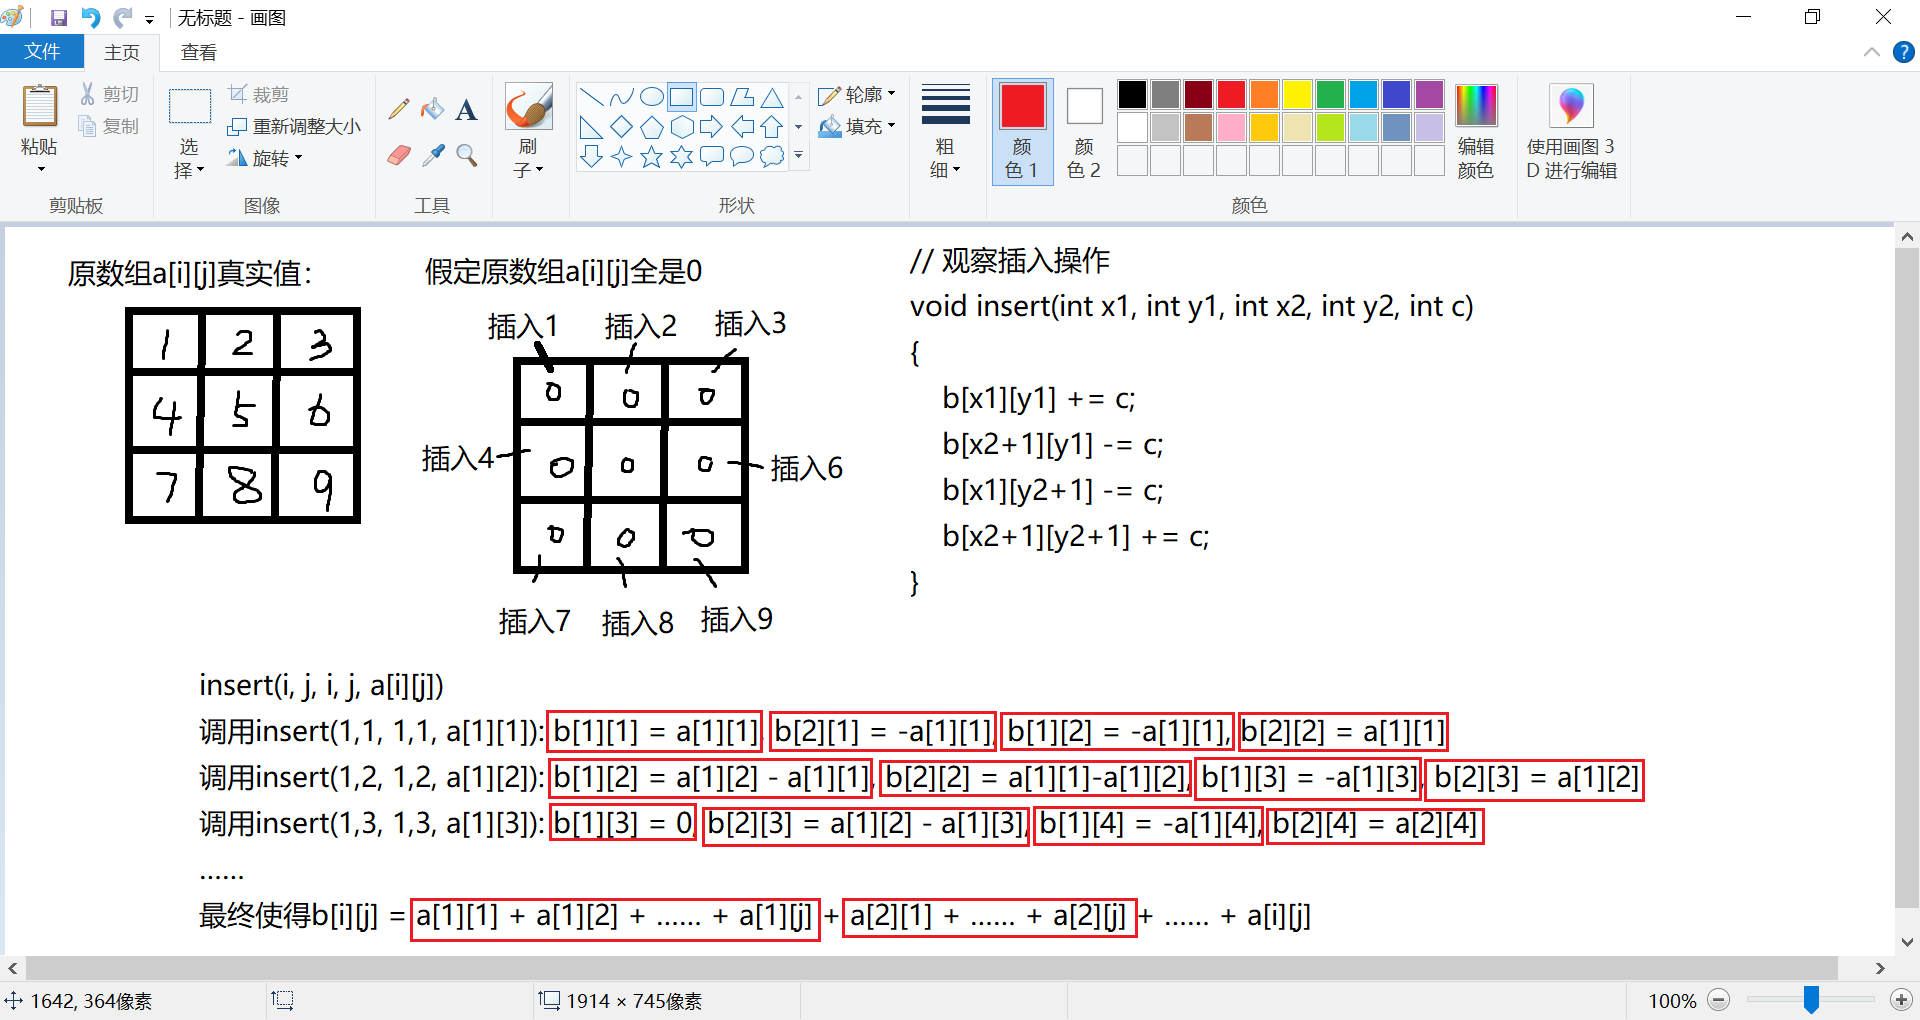 无标题 - 画图
文件 主页 查看
粘贴 剪切 复制 剪贴板
选择 裁剪 重新调整大小 旋转 图像
A
工具
刷子
轮廓 填充 形状
粗细
颜色 1 颜色 2 编辑颜色 颜色
使用画图 3D 进行编辑
?
原数组a[i][j]真实值:
1 2 3
4 5 6
7 8 9
假定原数组a[i][j]全是0
插入1 插入2 插入3
0 0 0
插入4 0 0 0 插入6
0 0 0
插入7 插入8 插入9
// 观察插入操作
void insert(int x1, int y1, int x2, int y2, int c)
{
b[x1][y1] += c;
b[x2+1][y1] -= c;
b[x1][y2+1] -= c;
b[x2+1][y2+1] += c;
}
insert(i, j, i, j, a[i][j])
调用insert(1,1, 1,1, a[1][1]): b[1][1] = a[1][1], b[2][1] = -a[1][1], b[1][2] = -a[1][1], b[2][2] = a[1][1]
调用insert(1,2, 1,2, a[1][2]): b[1][2] = a[1][2] - a[1][1], b[2][2] = a[1][1]-a[1][2], b[1][3] = -a[1][3], b[2][3] = a[1][2]
调用insert(1,3, 1,3, a[1][3]): b[1][3] = 0, b[2][3] = a[1][2] - a[1][3], b[1][4] = -a[1][4], b[2][4] = a[2][4]
......
最终使得b[i][j] = a[1][1] + a[1][2] + ...... + a[1][j] + a[2][1] + ...... + a[2][j] + ...... + a[i][j]
1642, 364像素 1914 × 745像素 100%